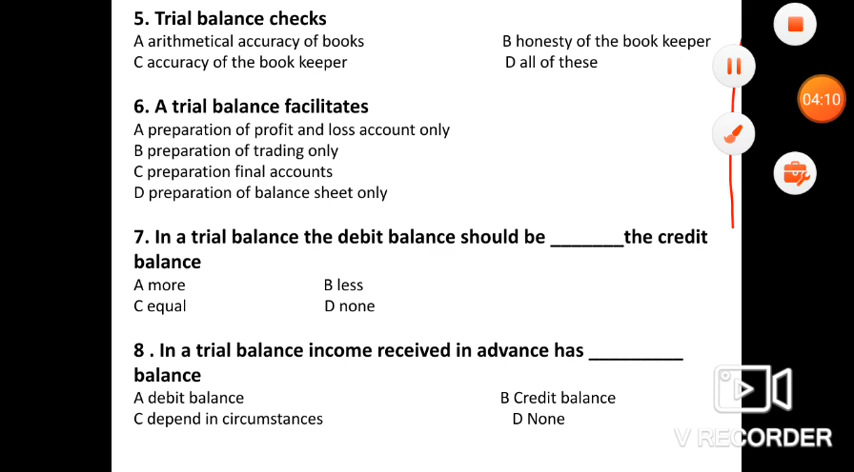 5. Trial balance checks
A arithmetical accuracy of books B honesty of the book keeper
C accuracy of the book keeper D all of these
6. A trial balance facilitates
A preparation of profit and loss account only
B preparation of trading only
C preparation final accounts
D preparation of balance sheet only
7. In a trial balance the debit balance should be _______the credit
balance
A more B less
C equal D none
8 . In a trial balance income received in advance has _________
balance
A debit balance B Credit balance
C depend in circumstances D None
04:10
V RECORDER